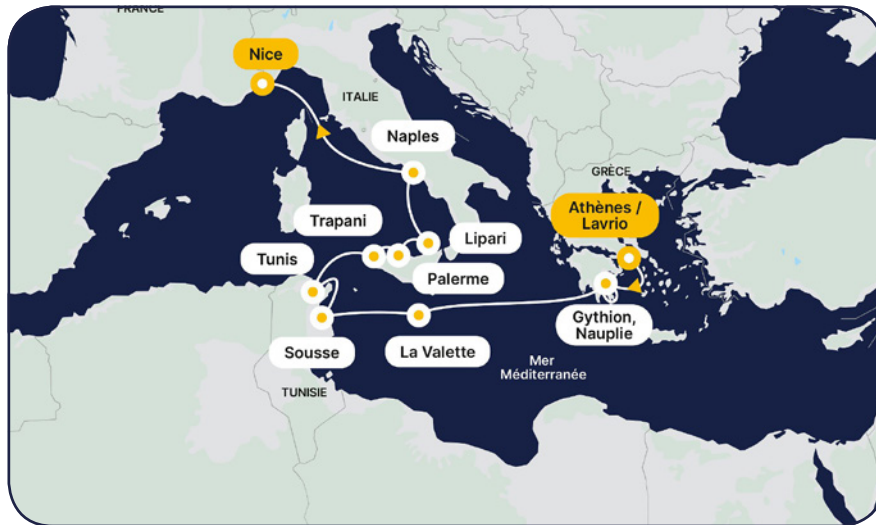 FRANCE
Nice
ITALIE
Naples
GRÈCE
Athènes /
Lavrio
Trapani
Lipari
Tunis
Palerme
Gythion,
Nauplie
Sousse
La Valette
Mer
Méditerranée
TUNISIE